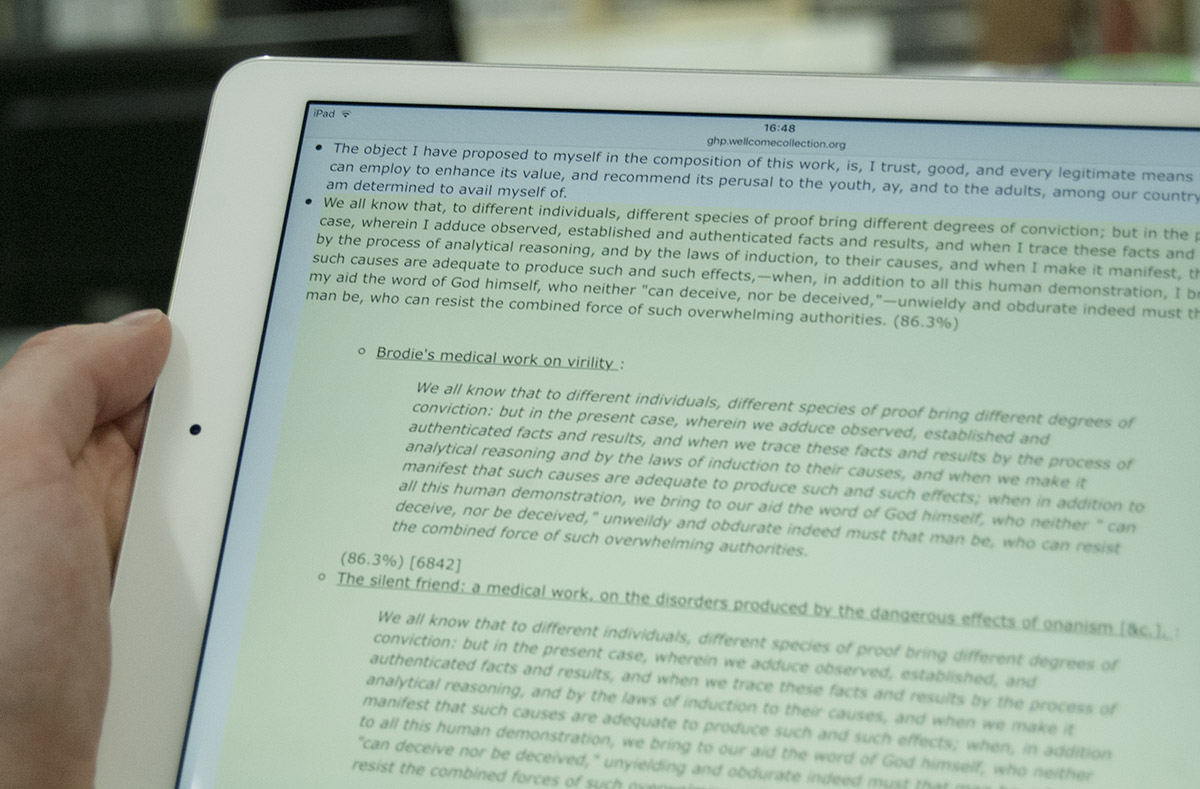 iPad
16:48
ghp.wellcomecollection.org
• The object I have proposed to myself in the composition of this work, is, I trust, good, and every legitimate means
can employ to enhance its value, and recommend its perusal to the youth, ay, and to the adults, among our country
am determined to avail myself of.
• We all know that, to different individuals, different species of proof bring different degrees of conviction; but in the p
case, wherein I adduce observed, established and authenticated facts and results, and when I trace these facts and
by the process of analytical reasoning, and by the laws of induction, to their causes, and when I make it manifest, th
such causes are adequate to produce such and such effects,—when, in addition to all this human demonstration, I br
my aid the word of God himself, who neither "can deceive, nor be deceived,"—unwieldy and obdurate indeed must th
man be, who can resist the combined force of such overwhelming authorities. (86.3%)
○ Brodie's medical work on virility :
We all know that to different individuals, different species of proof bring different degrees of
conviction: but in the present case, wherein we adduce observed, established and
authenticated facts and results, and when we trace these facts and results by the process of
analytical reasoning and by the laws of induction to their causes, and when we make it
manifest that such causes are adequate to produce such and such effects; when in addition to
all this human demonstration, we bring to our aid the word of God himself, who neither " can
deceive, nor be deceived," unweildy and obdurate indeed must that man be, who can resist
the combined force of such overwhelming authorities.
(86.3%) [6842]
○ The silent friend: a medical work, on the disorders produced by the dangerous effects of onanism [&c.]. :
We all know that to different individuals, different species of proof bring different degrees of
conviction: but in the present case, wherein we adduce observed, established, and
authenticated facts and results, and when we trace these facts and results by the process of
analytical reasoning, and by the laws of induction to their causes, and when we make it
manifest that such causes are adequate to produce such and such effects; when, in addition
to all this human demonstration, we bring to our aid the word of God himself, who neither
"can deceive nor be deceived," unyielding and obdurate indeed must that man
resist the combined forces of such